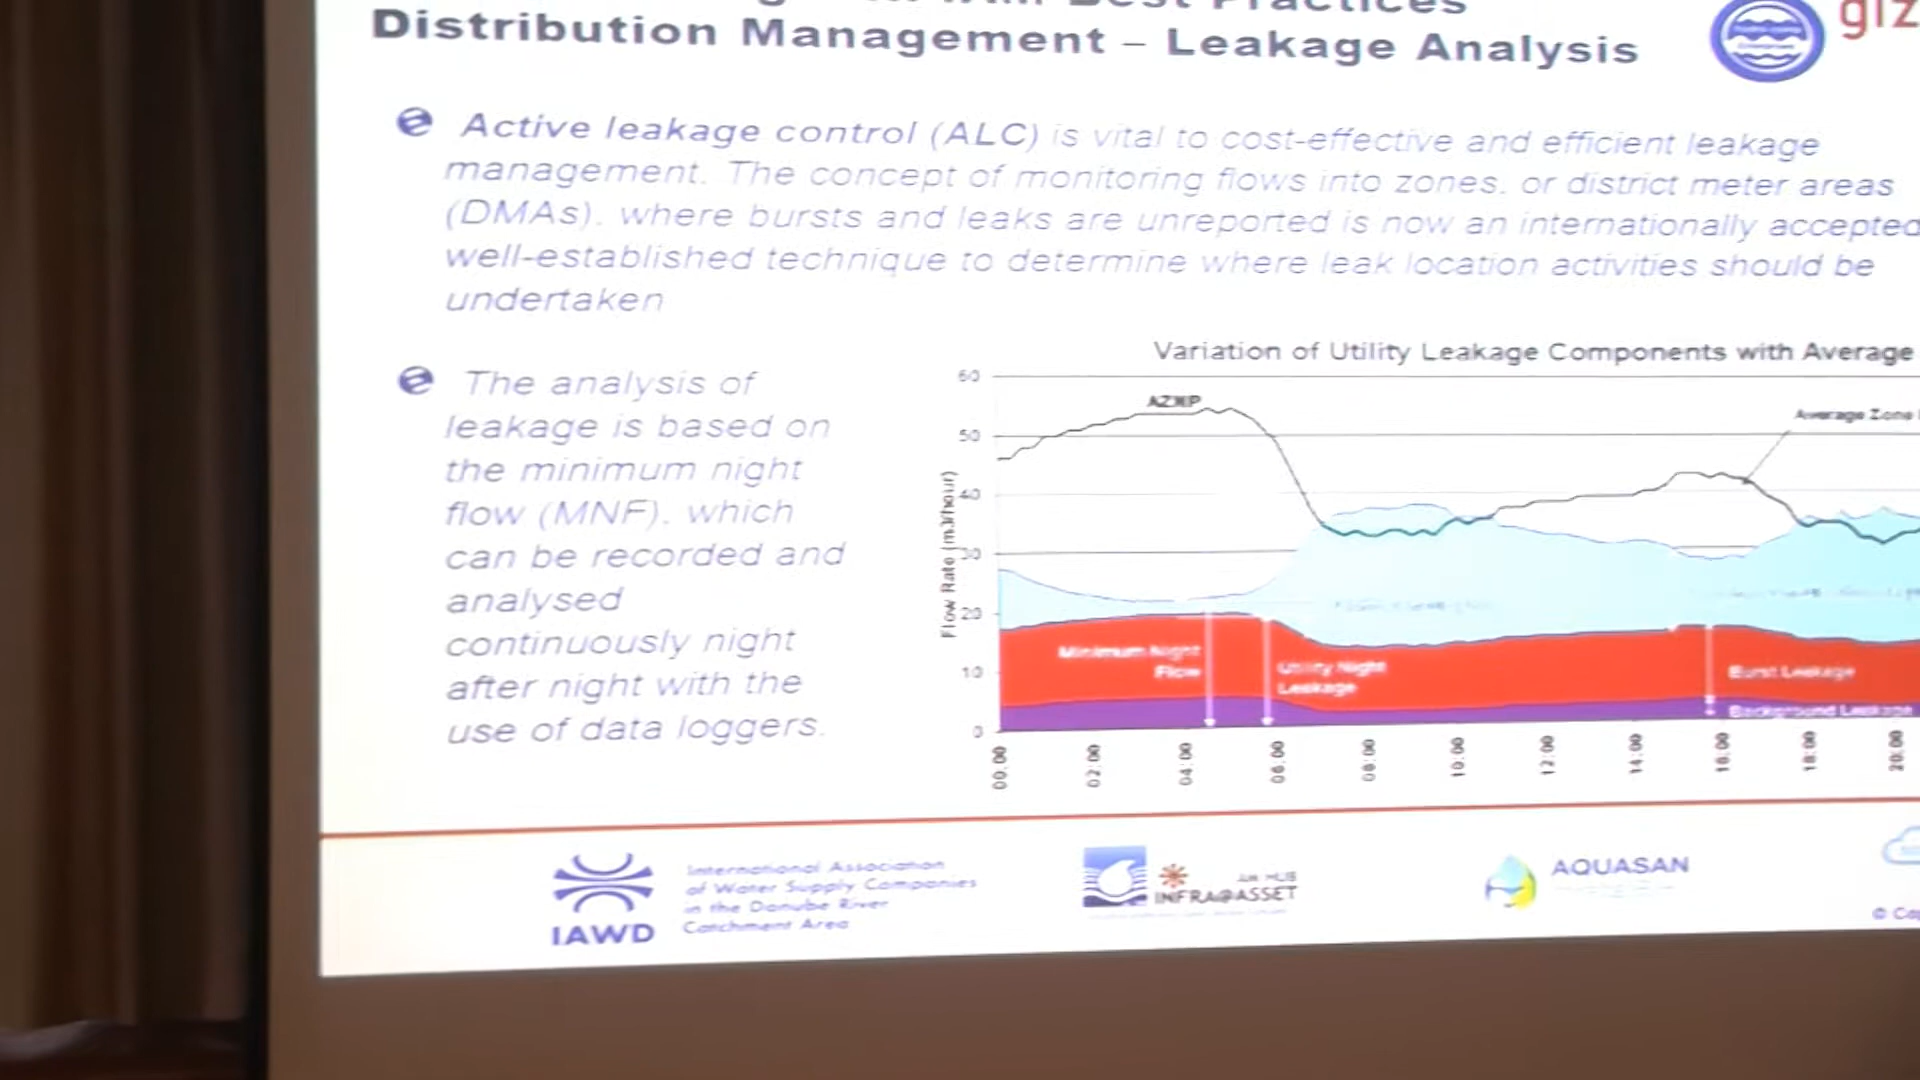 Best Practices
Distribution Management – Leakage Analysis
giz
Active leakage control (ALC) is vital to cost-effective and efficient leakage
management. The concept of monitoring flows into zones, or district meter areas
(DMAs), where bursts and leaks are unreported is now an internationally accepted
well-established technique to determine where leak location activities should be
undertaken
The analysis of
leakage is based on
the minimum night
flow (MNF), which
can be recorded and
analysed
continuously night
after night with the
use of data loggers.
Variation of Utility Leakage Components with Average
60
50
40
30
20
10
0
Flow Rate (m3/hour)
AZNP
Average Zone
Minimum Night
Flow
Utility Night
Leakage
Burst Leakage
Background Leakage
00:00
02:00
04:00
06:00
08:00
10:00
12:00
14:00
16:00
18:00
20:00
IAWD
International Association
of Water Supply Companies
in the Danube River
Catchment Area
AM HUB
INFRA@ASSET
AQUASAN